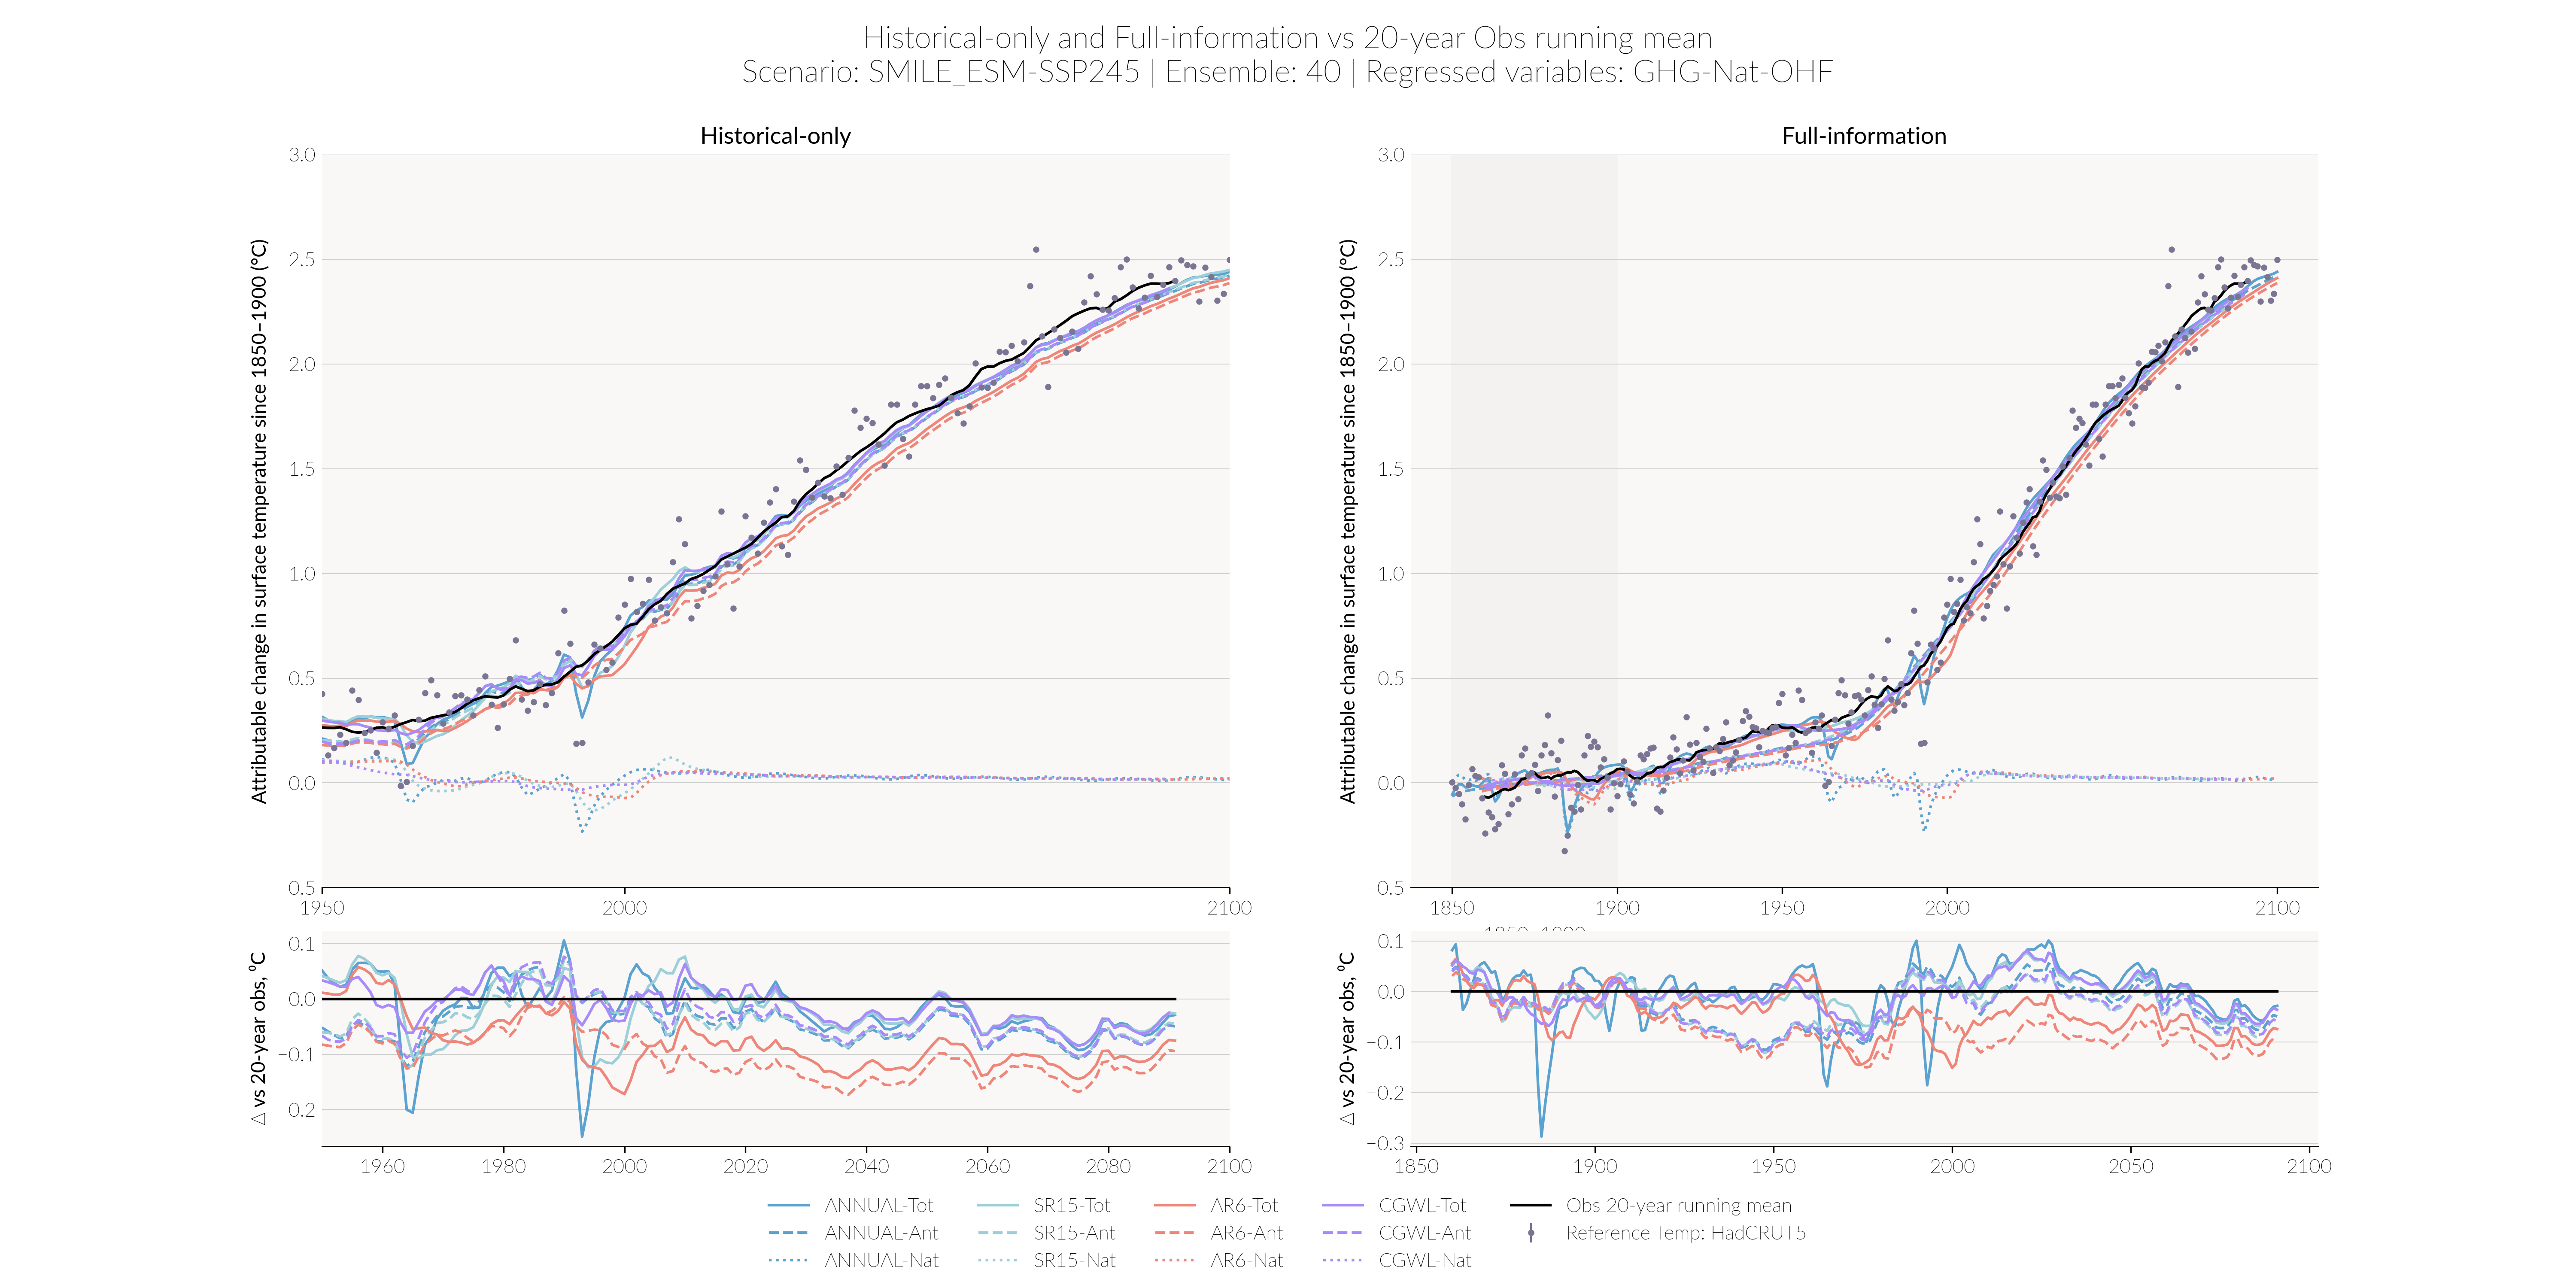 Historical-only and Full-information vs 20-year Obs running mean
Scenario: SMILE_ESM-SSP245 | Ensemble: 40 | Regressed variables: GHG-Nat-OHF
Historical-only
Attributable change in surface temperature since 1850–1900 (°C)
3.0
2.5
2.0
1.5
1.0
0.5
0.0
−0.5
1950 2000 2100
Δ vs 20-year obs, °C
0.1
0.0
−0.1
−0.2
1960 1980 2000 2020 2040 2060 2080 2100
Full-information
Attributable change in surface temperature since 1850–1900 (°C)
3.0
2.5
2.0
1.5
1.0
0.5
0.0
−0.5
1850 1900 1950 2000 2100
Δ vs 20-year obs, °C
0.1
0.0
−0.1
−0.2
−0.3
1850 1900 1950 2000 2050 2100
ANNUAL-Tot SR15-Tot AR6-Tot CGWL-Tot Obs 20-year running mean
ANNUAL-Ant SR15-Ant AR6-Ant CGWL-Ant Reference Temp: HadCRUT5
ANNUAL-Nat SR15-Nat AR6-Nat CGWL-Nat